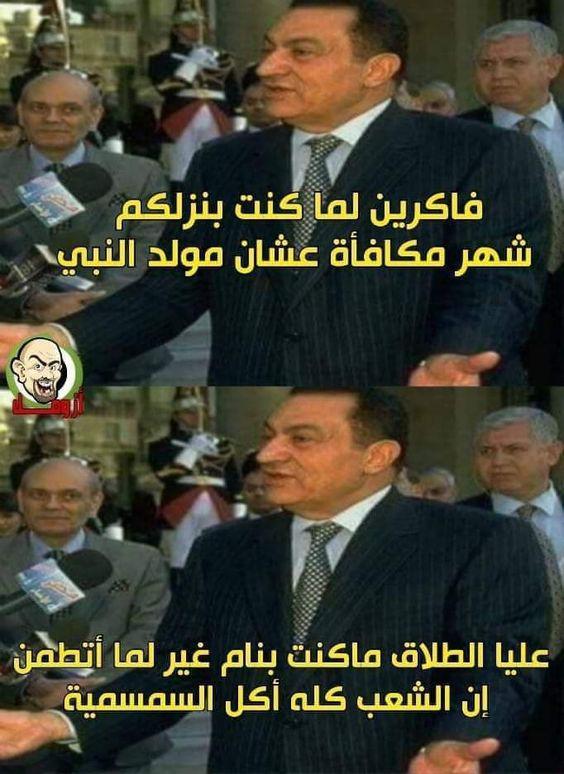 فاكرين لما كنت بنزلكم
شهر مكافأة عشان مولد النبي
أزوفل
عليا الطلاق ماكنت بنام غير لما أتطمن
إن الشعب كله أكل السمسمية